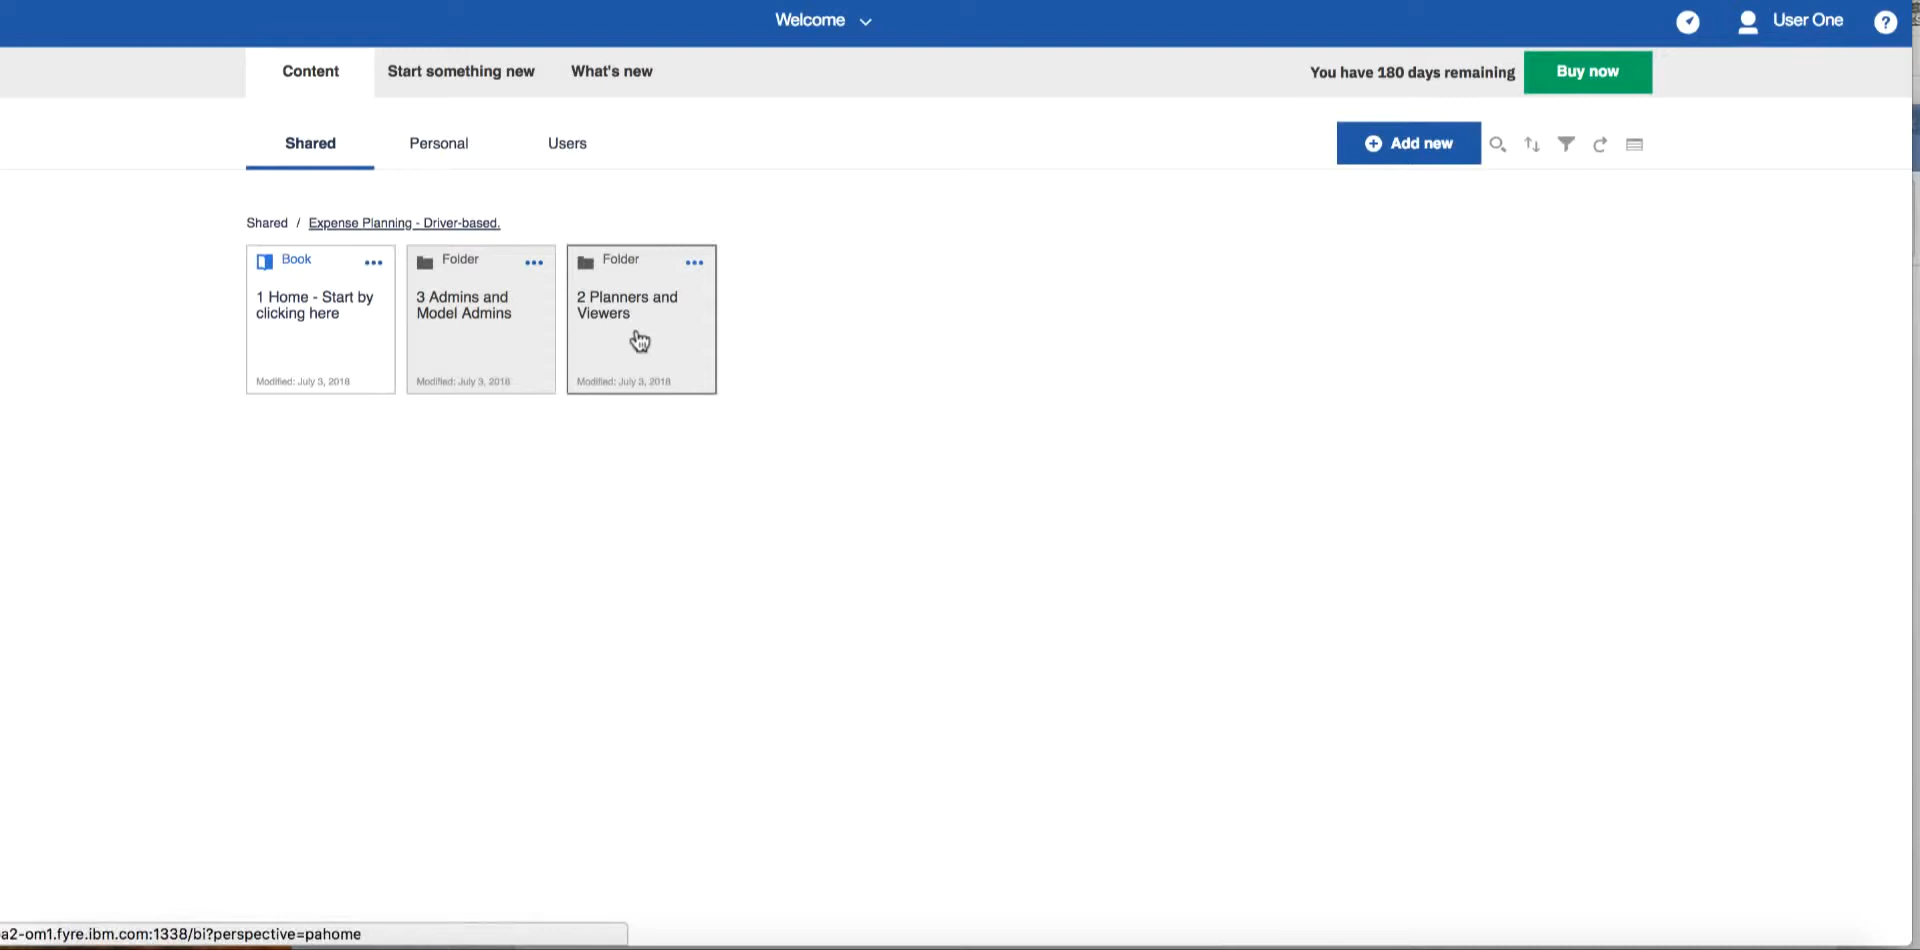 Welcome
User One
?
Content
Start something new
What's new
You have 180 days remaining
Buy now
Shared
Personal
Users
Add new
Shared / Expense Planning - Driver-based.
Book
1 Home - Start by
clicking here
Modified: July 3, 2018
Folder
3 Admins and
Model Admins
Modified: July 3, 2018
Folder
2 Planners and
Viewers
Modified: July 3, 2018
a2-om1.fyre.ibm.com:1338/bi?perspective=pahome